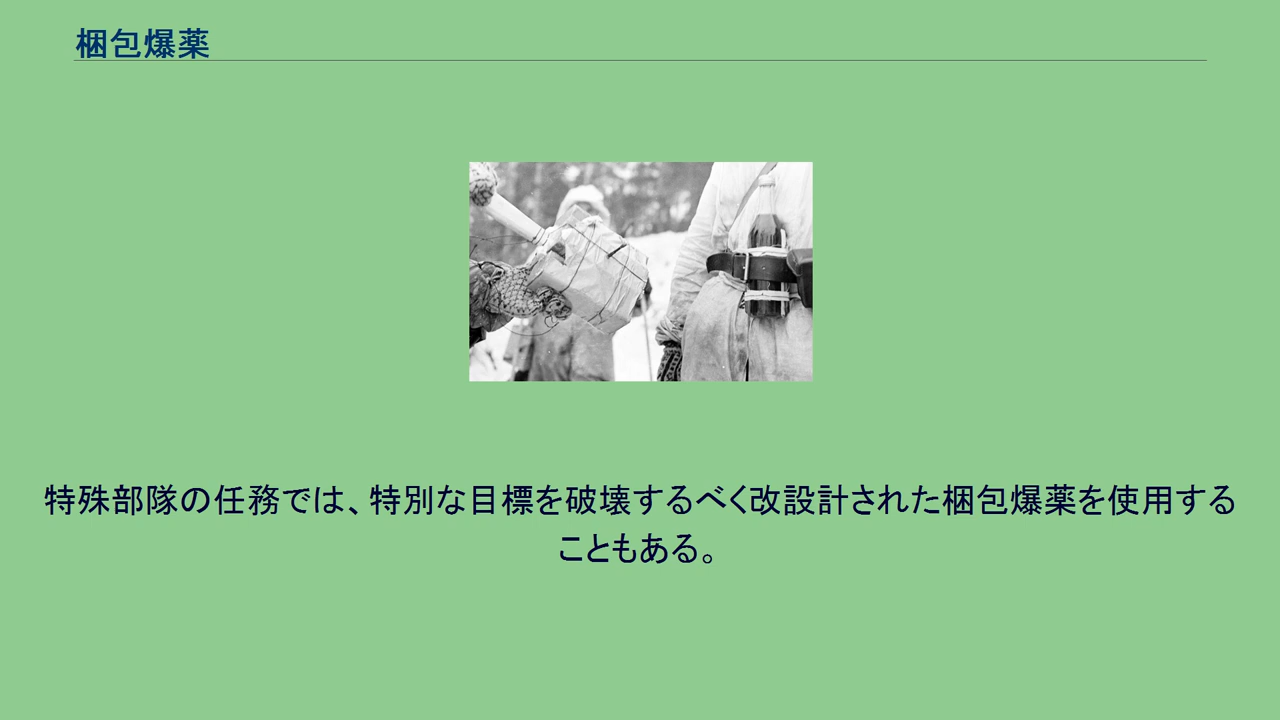 梱包爆薬
特殊部隊の任務では、特別な目標を破壊するべく改設計された梱包爆薬を使用する
こともある。